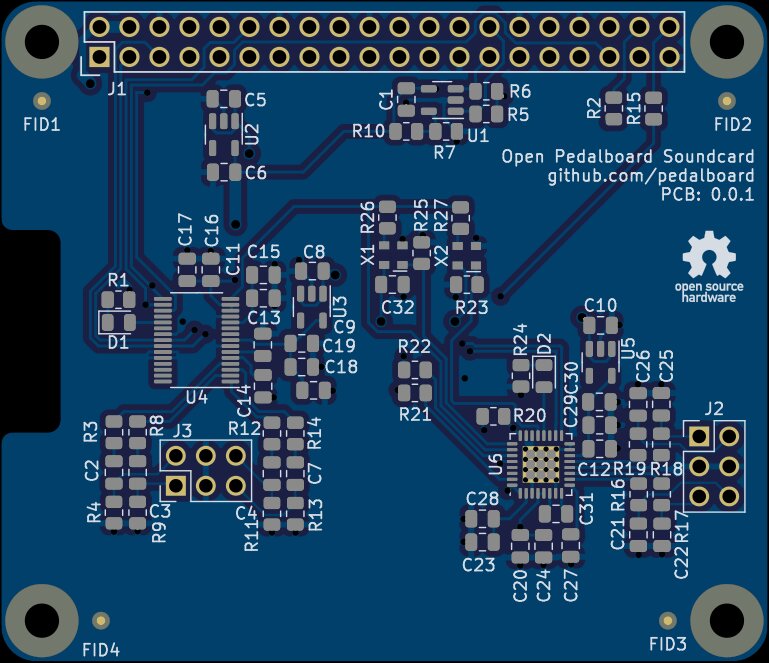 J1
C5
C1
R6
R2
R15
FID1
U2
R10
U1
R5
FID2
R7
Open Pedalboard Soundcard
C6
github.com/pedalboard
PCB: 0.0.1
R26
R25
R27
C17
C16
C11
C15
C8
X1
X2
open source
hardware
R1
U3
C32
R23
C10
D1
C13
C9
C19
C18
R22
R24
D2
U5
C26
C25
U4
C14
R21
C30
C29
R20
J2
R3
R8
J3
R12
R14
C2
C7
U6
C12
R19
R18
R4
C3
R9
C4
R11
R13
C28
C31
R16
C21
R17
C23
C20
C24
C27
C22
FID4
FID3